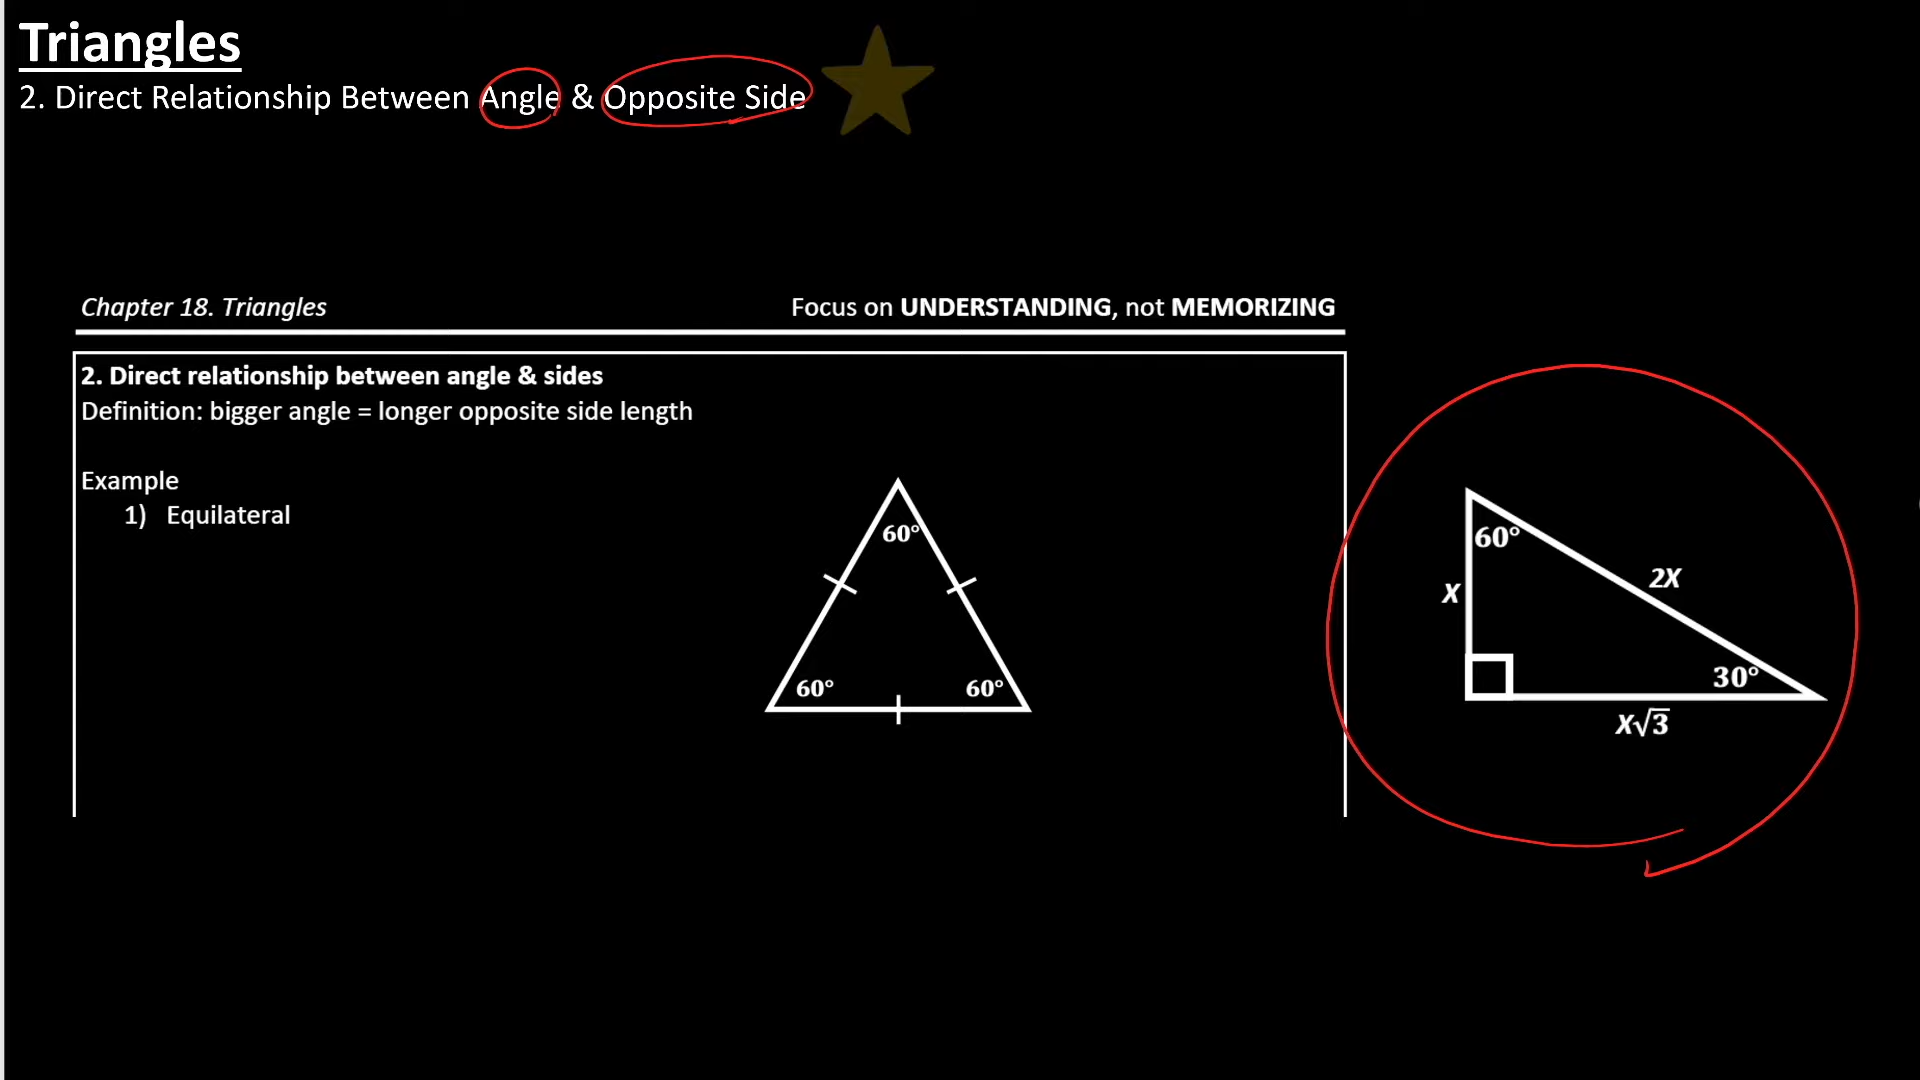 Triangles
2. Direct Relationship Between Angle & Opposite Side
Chapter 18. Triangles
Focus on UNDERSTANDING, not MEMORIZING
2. Direct relationship between angle & sides
Definition: bigger angle = longer opposite side length
Example
1) Equilateral
60°
60° 60°
60°
2X
X
30°
X√3